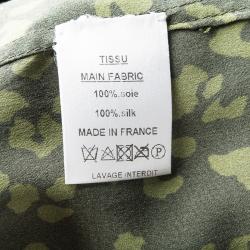 TISSU
MAIN FABRIC
100%.soie
100%.silk
MADE IN FRANCE
P
LAVAGE INTERDIT